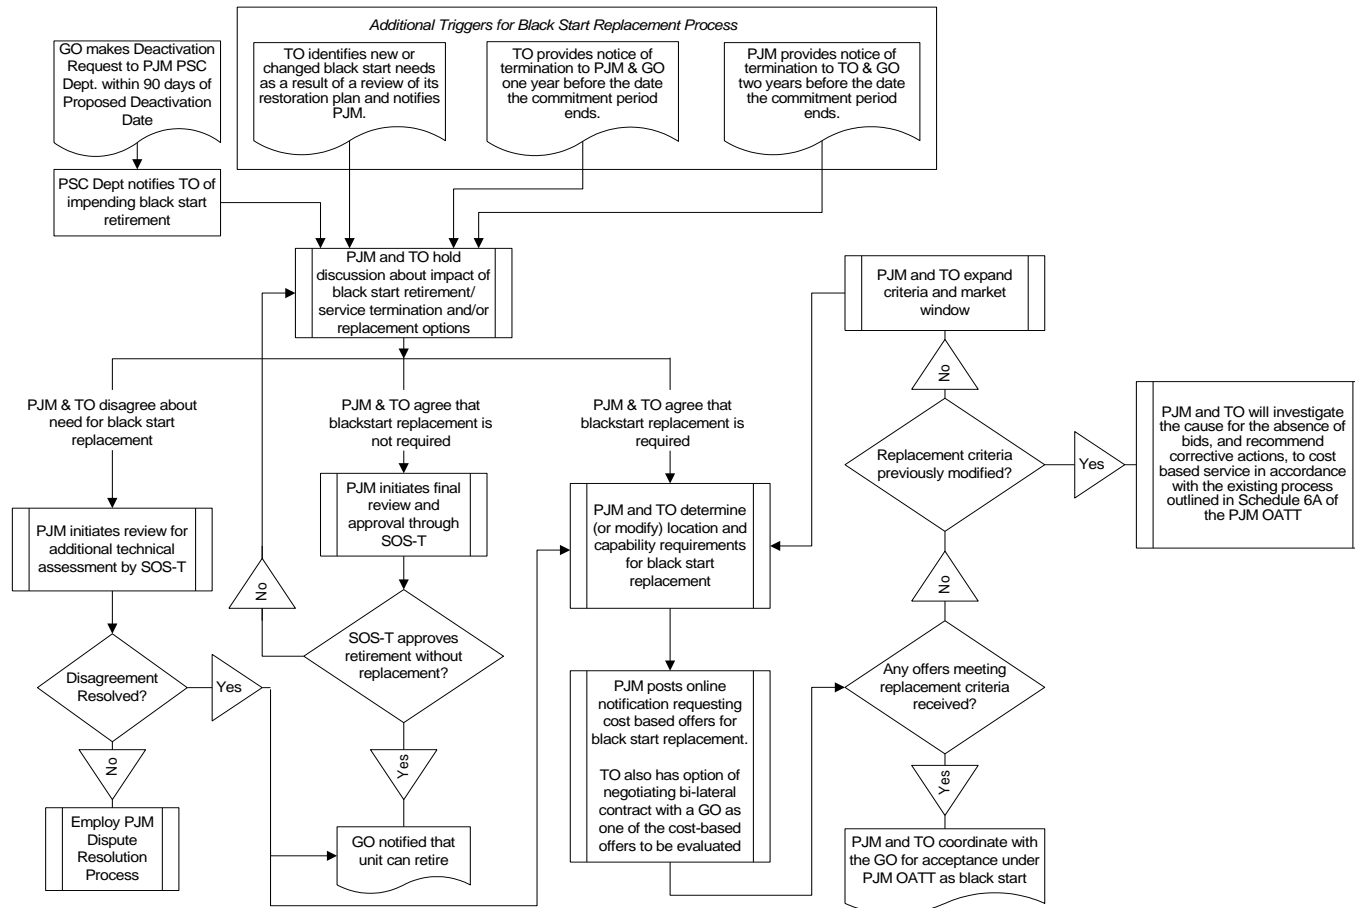 Additional Triggers for Black Start Replacement Process
GO makes Deactivation
Request to PJM PSC
Dept. within 90 days of
Proposed Deactivation
Date
TO identifies new or
changed black start needs
as a result of a review of its
restoration plan and notifies
PJM.
TO provides notice of
termination to PJM & GO
one year before the date
the commitment period
ends.
PJM provides notice of
termination to TO & GO
two years before the date
the commitment period
ends.
PSC Dept notifies TO of
impending black start
retirement
PJM and TO hold
discussion about impact of
black start retirement/
service termination and/or
replacement options
PJM and TO expand
criteria and market
window
No
PJM & TO disagree about
need for black start
replacement
PJM & TO agree that
blackstart replacement is
not required
PJM & TO agree that
blackstart replacement is
required
Replacement criteria
previously modified?
Yes
PJM and TO will investigate
the cause for the absence of
bids, and recommend
corrective actions, to cost
based service in accordance
with the existing process
outlined in Schedule 6A of
the PJM OATT
PJM initiates review for
additional technical
assessment by SOS-T
PJM initiates final
review and
approval through
SOS-T
PJM and TO determine
(or modify) location and
capability requirements
for black start
replacement
No
No
Disagreement
Resolved?
Yes
SOS-T approves
retirement without
replacement?
PJM posts online
notification requesting
cost based offers for
black start replacement.
TO also has option of
negotiating bi-lateral
contract with a GO as
one of the cost-based
offers to be evaluated
Any offers meeting
replacement criteria
received?
No
Yes
Yes
Employ PJM
Dispute
Resolution
Process
GO notified that
unit can retire
PJM and TO coordinate with
the GO for acceptance under
PJM OATT as black start